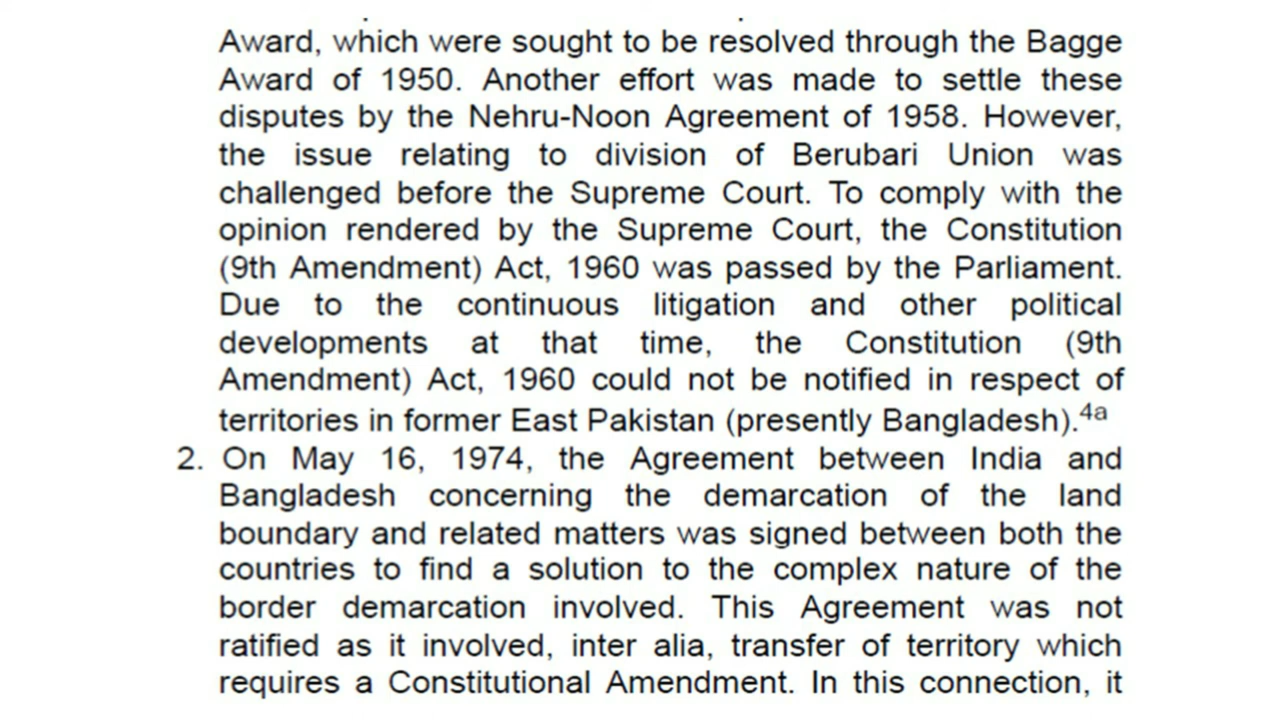 Award, which were sought to be resolved through the Bagge
Award of 1950. Another effort was made to settle these
disputes by the Nehru-Noon Agreement of 1958. However,
the issue relating to division of Berubari Union was
challenged before the Supreme Court. To comply with the
opinion rendered by the Supreme Court, the Constitution
(9th Amendment) Act, 1960 was passed by the Parliament.
Due to the continuous litigation and other political
developments at that time, the Constitution (9th
Amendment) Act, 1960 could not be notified in respect of
territories in former East Pakistan (presently Bangladesh).4a
2. On May 16, 1974, the Agreement between India and
Bangladesh concerning the demarcation of the land
boundary and related matters was signed between both the
countries to find a solution to the complex nature of the
border demarcation involved. This Agreement was not
ratified as it involved, inter alia, transfer of territory which
requires a Constitutional Amendment. In this connection, it